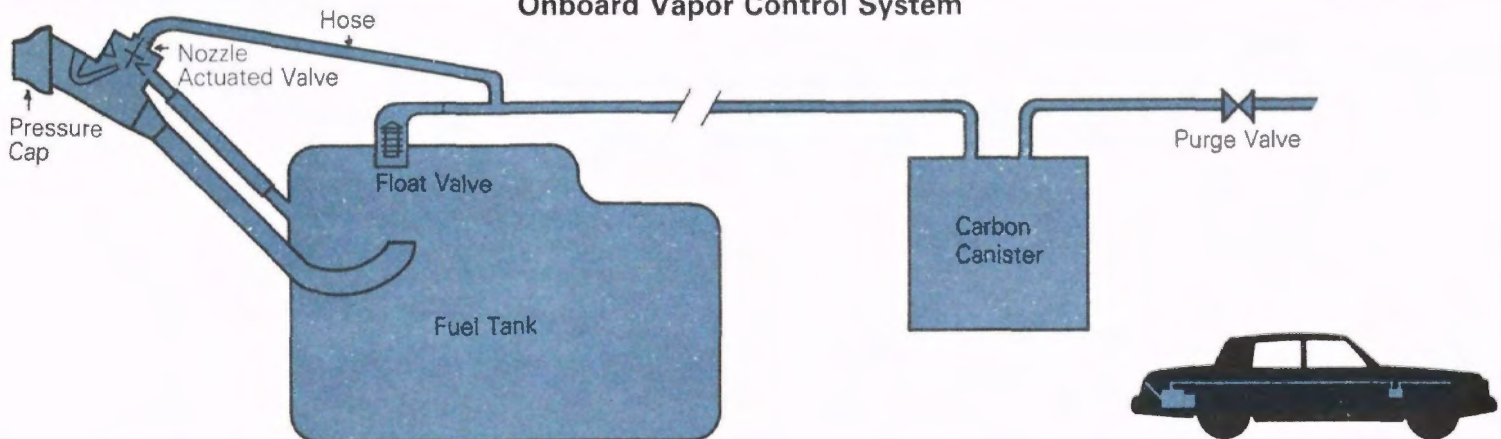 Onboard Vapor Control System
Hose
Nozzle
Actuated Valve
Pressure
Cap
Float Valve
Purge Valve
Carbon
Canister
Fuel Tank